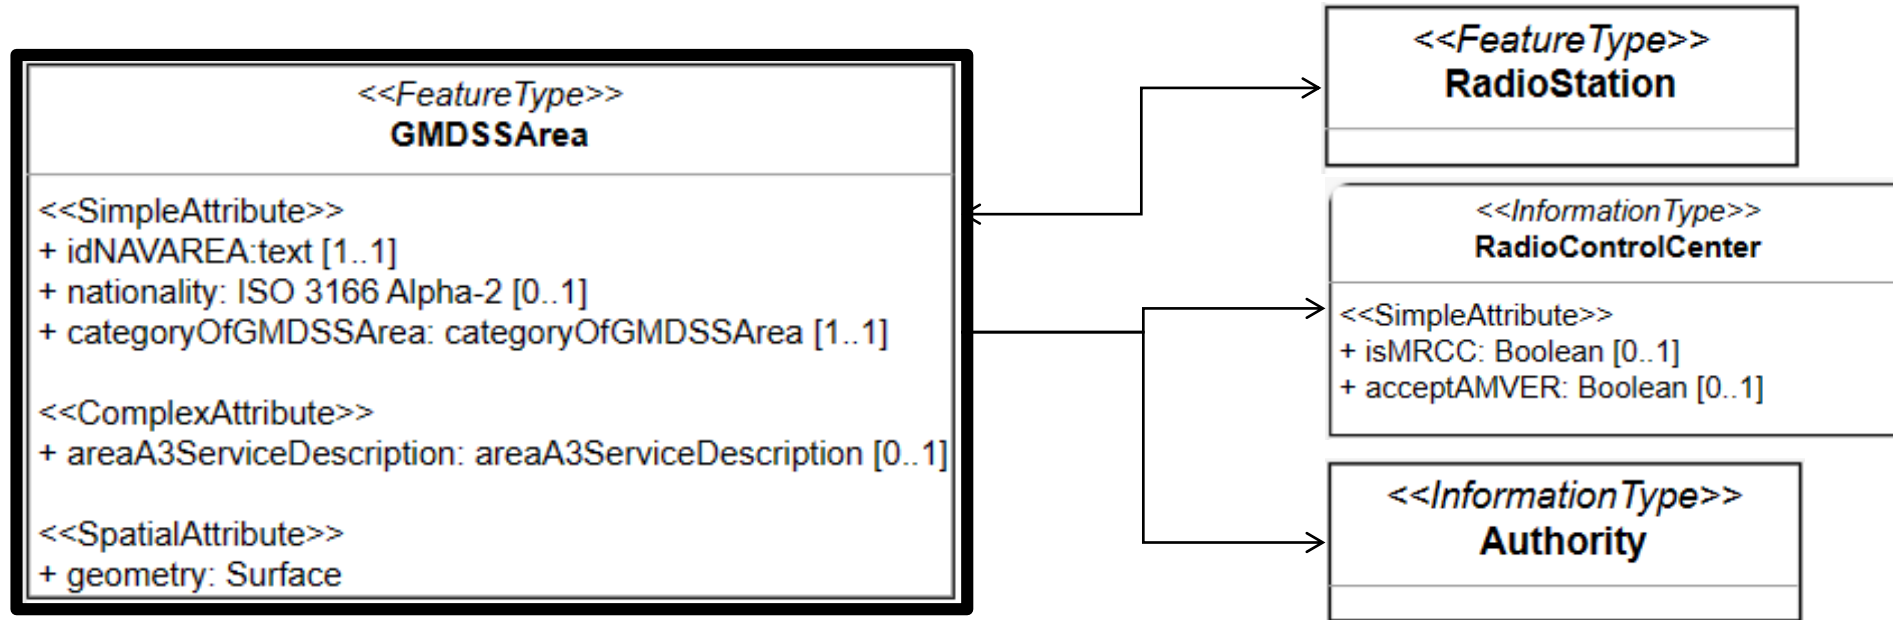 <<FeatureType>>
GMDSSArea
<<SimpleAttribute>>
+ idNAVAREA:text [1..1]
+ nationality: ISO 3166 Alpha-2 [0..1]
+ categoryOfGMDSSArea: categoryOfGMDSSArea [1..1]
<<ComplexAttribute>>
+ areaA3ServiceDescription: areaA3ServiceDescription [0..1]
<<SpatialAttribute>>
+ geometry: Surface
<<FeatureType>>
RadioStation
<<InformationType>>
RadioControlCenter
<<SimpleAttribute>>
+ isMRCC: Boolean [0..1]
+ acceptAMVER: Boolean [0..1]
<<InformationType>>
Authority